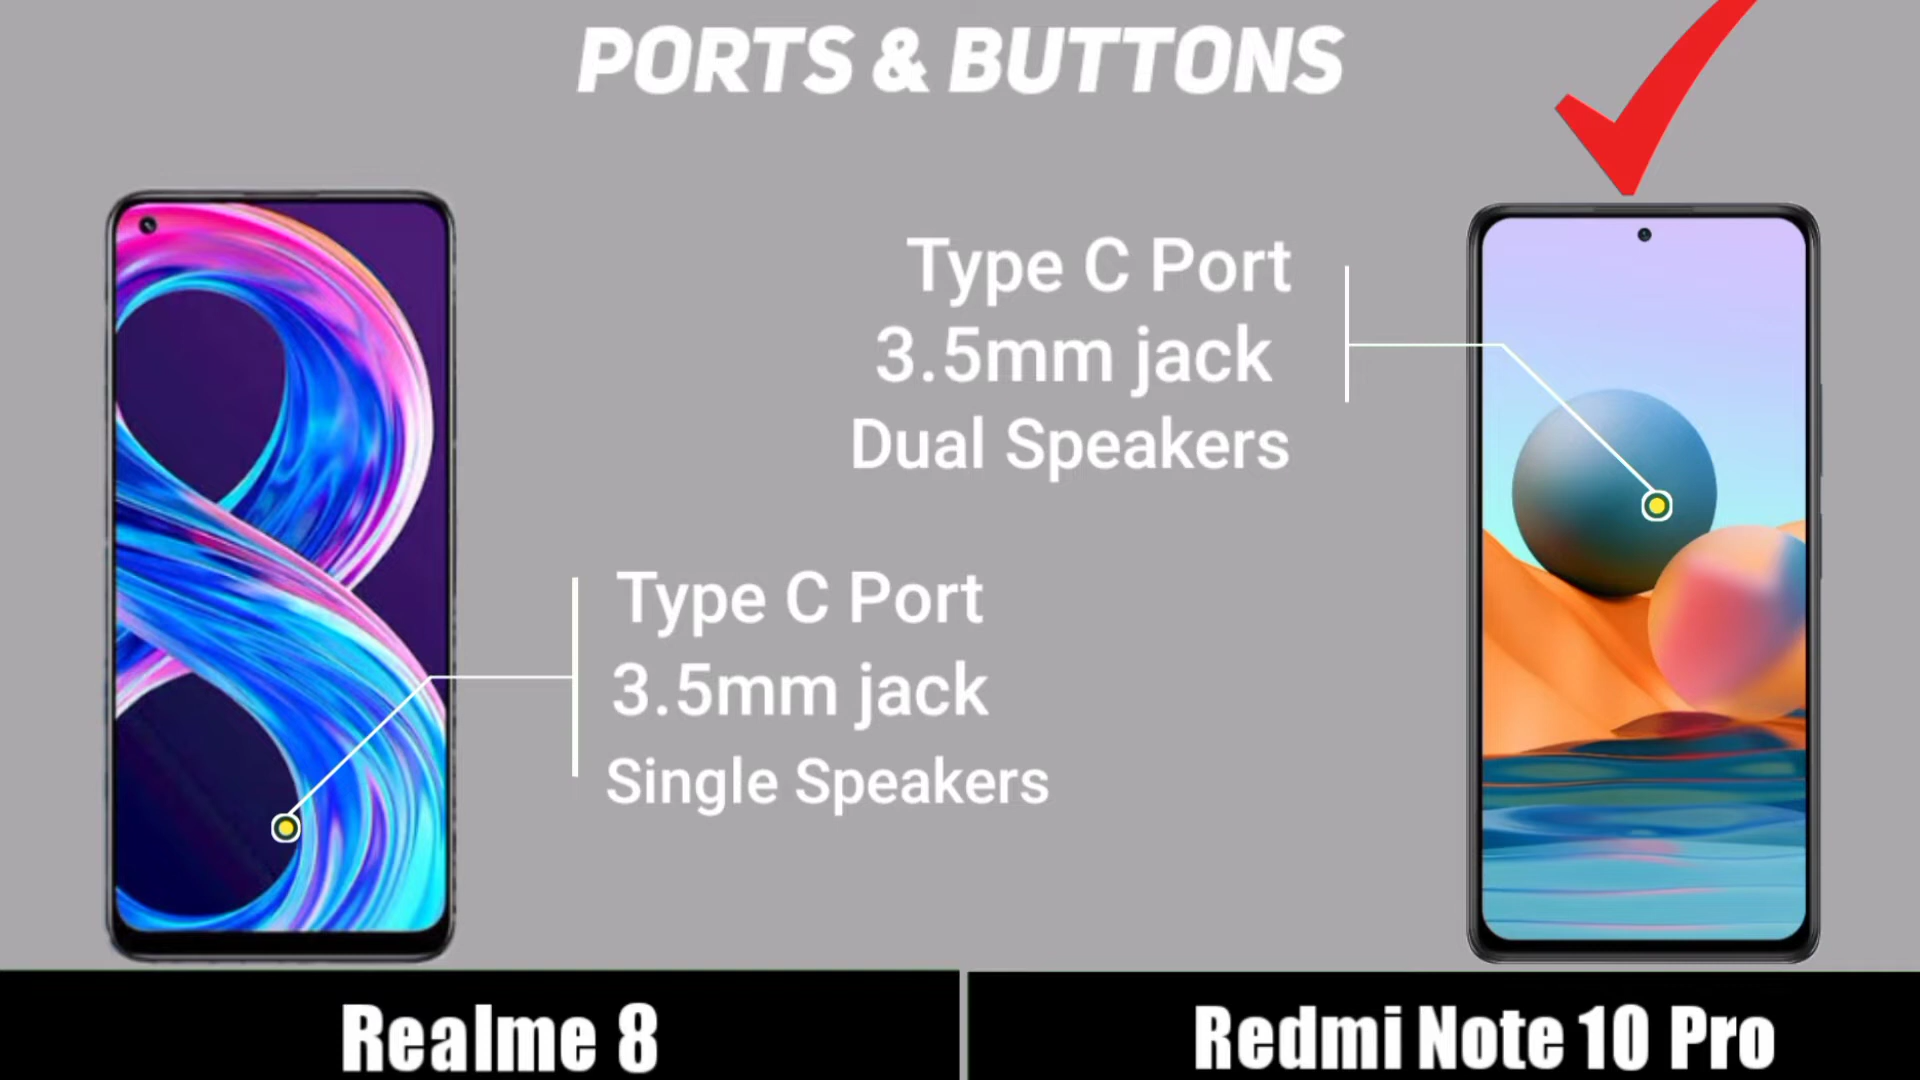 PORTS & BUTTONS
Type C Port
3.5mm jack
Dual Speakers
Type C Port
3.5mm jack
Single Speakers
Realme 8
Redmi Note 10 Pro